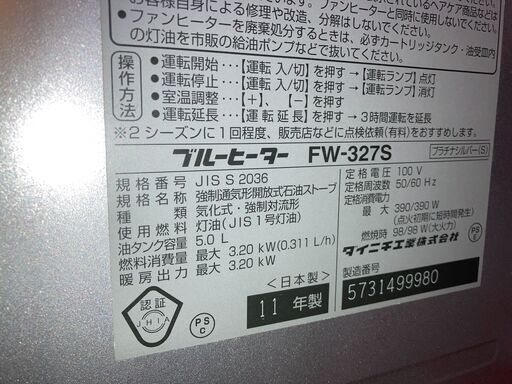 お客様自身による修理や改造、分解はしないでください。
●ファンヒーターを廃棄処分するときは、必ずカートリッジタンク・油受皿内
の灯油を市販の給油ポンプなどで抜いてください。
操作方法
●運転開始…【運転 入/切】を押す→【運転ランプ】点灯
●運転停止…【運転 入/切】を押す→【運転ランプ】消灯
●室温調整…【+】、【-】を押す
●運転延長…【運転延長】を押す→3時間運転を延長
※2シーズンに1回程度、販売店などに点検依頼(有料)をおすすめします。
ブルーヒーター FW-327S
プラチナシルバー(S)
規格番号 JIS S 2036
規格名称 強制通気形開放式石油ストーブ
種類 気化式・強制対流形
使用燃料 灯油(JIS1号灯油)
油タンク容量 5.0 L
燃料消費量 最大 3.20 kW(0.311 L/h)
暖房出力 最大 3.20 kW
定格電圧 100 V
定格周波数 50/60 Hz
定格消費電力
最大 390/390 W
(点火初期に短時間発生)
燃焼時 98/98 W(大火力)
ダイニチ工業株式会社
PSE
認証
JHIA
PSC
<日本製>
11 年製
製造番号
5731499980